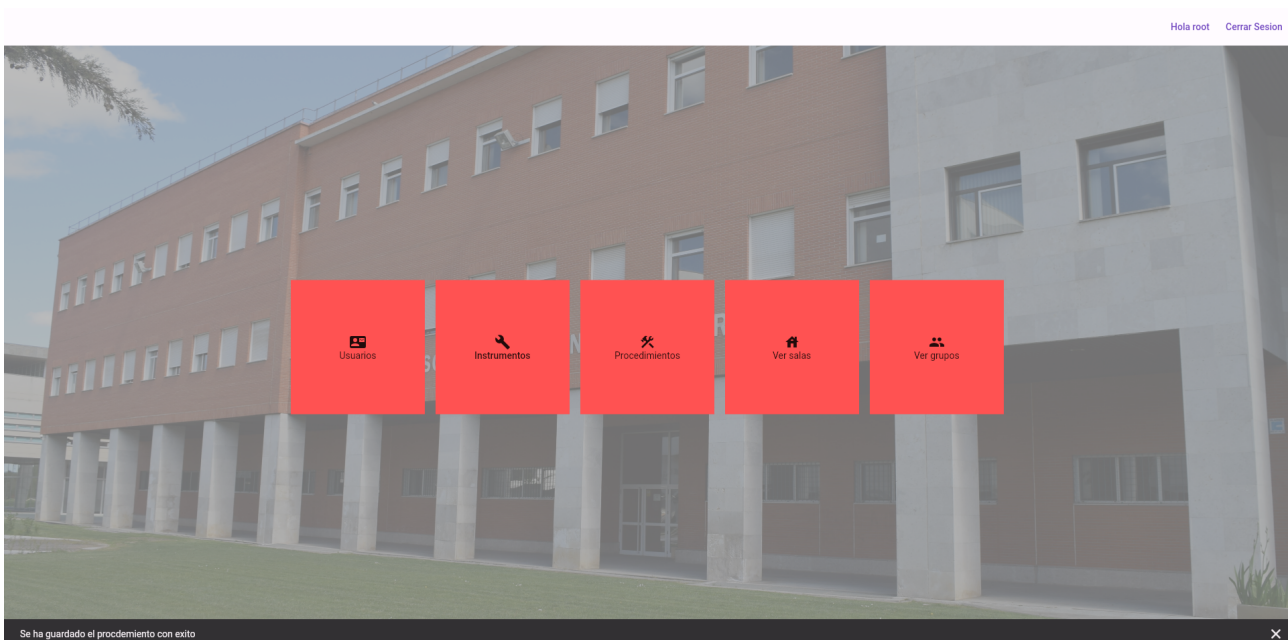 Hola root Cerrar Sesion
Usuarios Instrumentos Procedimientos Ver salas Ver grupos
Se ha guardado el procdemiento con exito